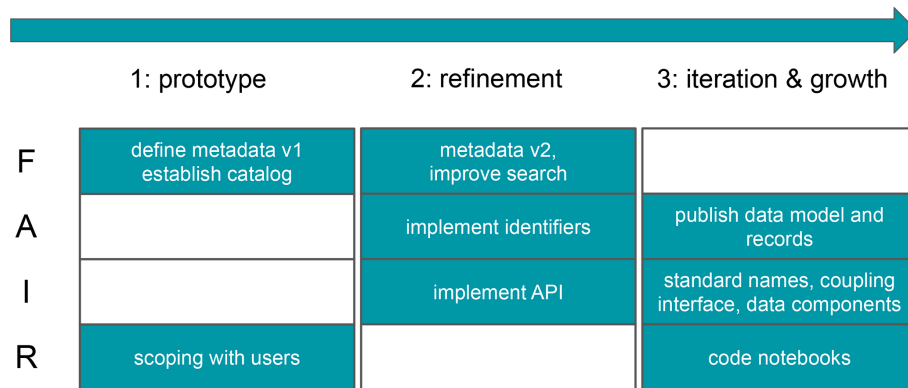 1: prototype
2: refinement
3: iteration & growth
F
define metadata v1
establish catalog
metadata v2,
improve search
A
implement identifiers
publish data model and
records
I
implement API
standard names, coupling
interface, data components
R
scoping with users
code notebooks